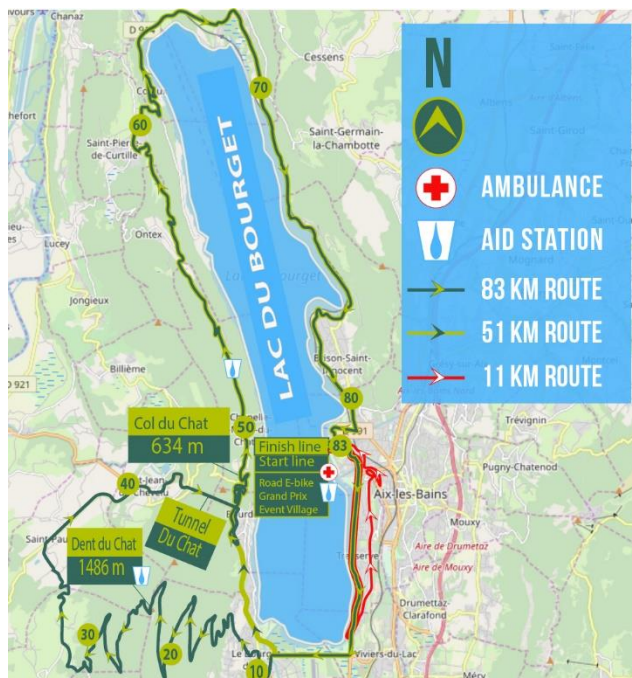 Chanaz
D 914
Cessens
Saint-Germain
-la-Chambotte
70
60
Saint-Pierre
de-Curtille
Lucey
Ontex
Jongieux
Billième
D 921
LAC DU BOURGET
N
AMBULANCE
AID STATION
83 KM ROUTE
51 KM ROUTE
11 KM ROUTE
Brison-Saint-
Innocent
80
Trévignin
Pugny-Chatenod
Col du Chat
634 m
50
Finish line
Start line
83
Road E-bike
Grand Prix
Event Village
Aix-les-Bains
Mouxy
Aire de Drumettaz
Aire de Mouxy
40
Tunnel
Du Chat
Dent du Chat
1486 m
Tresserve
Drumettaz-
Clarafond
30
20
10
Viviers-du-Lac
Méry